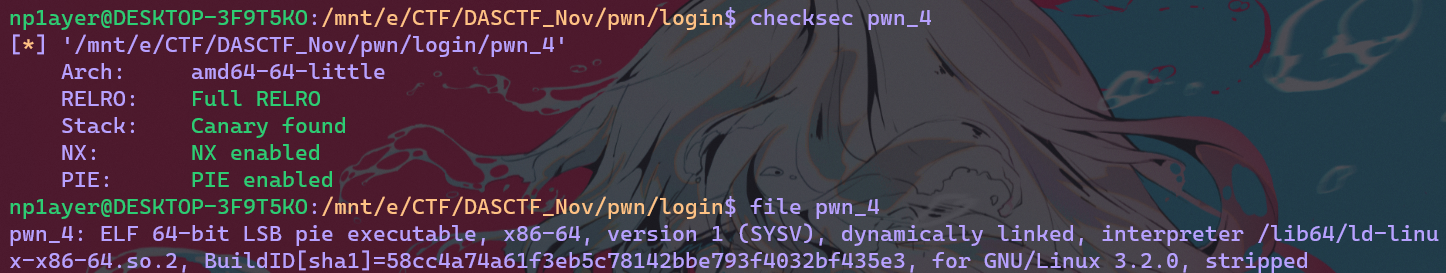 np1ayer@DESKTOP-3F9T5KO:/mnt/e/CTF/DASCTF_Nov/pwn/login$ checksec pwn_4
[*] '/mnt/e/CTF/DASCTF_Nov/pwn/login/pwn_4'
    Arch:     amd64-64-little
    RELRO:    Full RELRO
    Stack:    Canary found
    NX:       NX enabled
    PIE:      PIE enabled
np1ayer@DESKTOP-3F9T5KO:/mnt/e/CTF/DASCTF_Nov/pwn/login$ file pwn_4
pwn_4: ELF 64-bit LSB pie executable, x86-64, version 1 (SYSV), dynamically linked, interpreter /lib64/ld-linu
x-x86-64.so.2, BuildID[sha1]=58cc4a74a61f3eb5c78142bbe793f4032bf435e3, for GNU/Linux 3.2.0, stripped